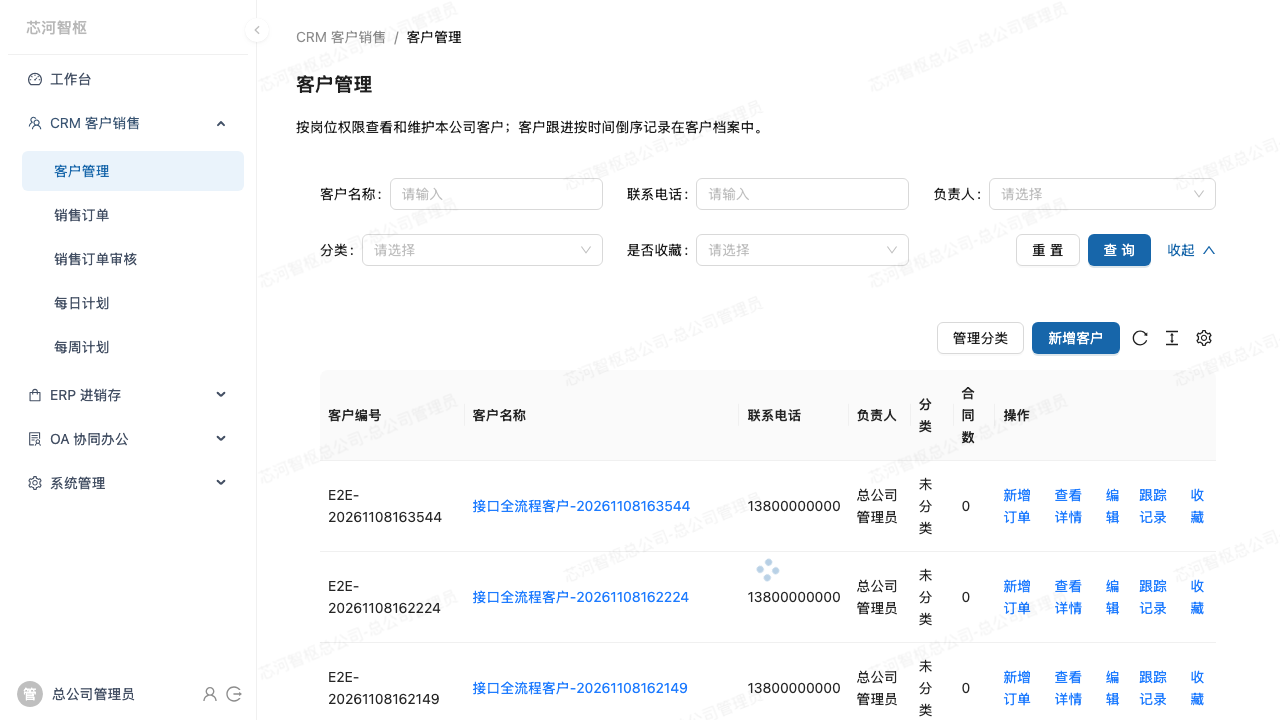 芯河智枢
工作台
CRM 客户销售
客户管理
销售订单
销售订单审核
每日计划
每周计划
ERP 进销存
OA 协同办公
系统管理
管
总公司管理员
CRM 客户销售 / 客户管理
客户管理
按岗位权限查看和维护本公司客户；客户跟进按时间倒序记录在客户档案中。
客户名称： 请输入 联系电话： 请输入 负责人： 请选择
分类： 请选择 是否收藏： 请选择 重 置 查 询 收起
管理分类 新增客户
客户编号 客户名称 联系电话 负责人 分类 合同数 操作
E2E-20261108163544 接口全流程客户-20261108163544 13800000000 总公司管理员 未分类 0 新增订单 查看详情 编辑 跟踪记录 收藏
E2E-20261108162224 接口全流程客户-20261108162224 13800000000 总公司管理员 未分类 0 新增订单 查看详情 编辑 跟踪记录 收藏
E2E-20261108162149 接口全流程客户-20261108162149 13800000000 总公司管理员 未分类 0 新增订单 查看详情 编辑 跟踪记录 收藏
芯河智枢总公司-总公司管理员